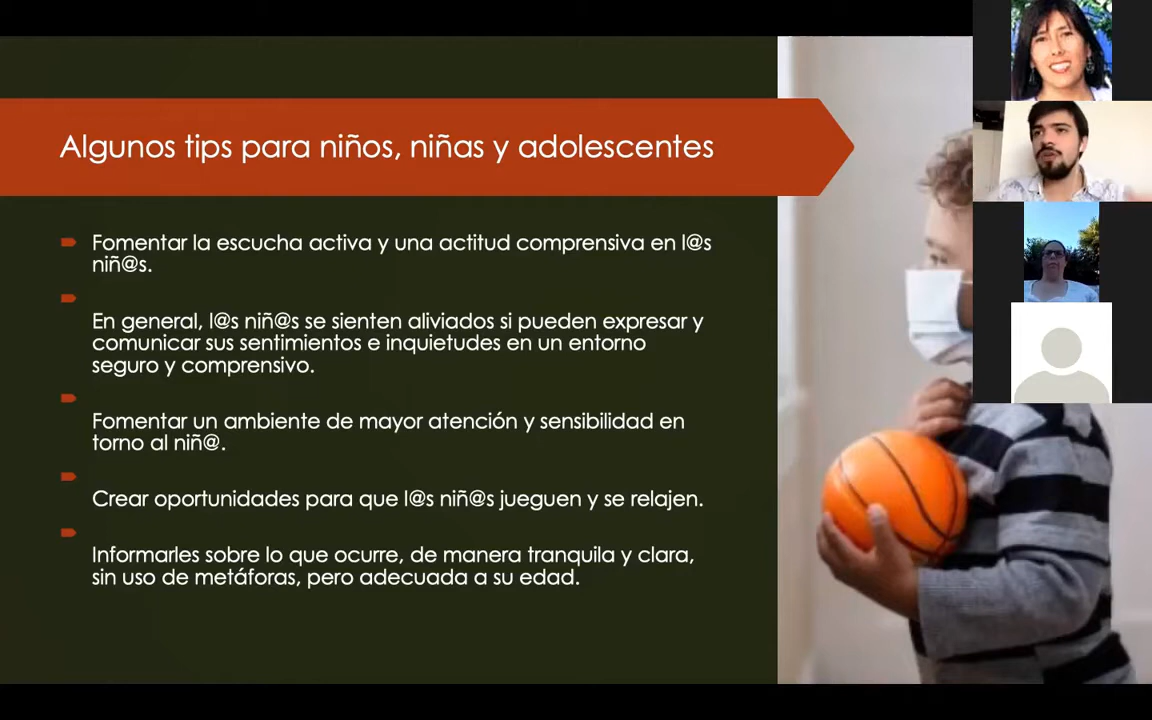 Algunos tips para niños, niñas y adolescentes
Fomentar la escucha activa y una actitud comprensiva en l@s
niñ@s.
En general, l@s niñ@s se sienten aliviados si pueden expresar y
comunicar sus sentimientos e inquietudes en un entorno
seguro y comprensivo.
Fomentar un ambiente de mayor atención y sensibilidad en
torno al niñ@.
Crear oportunidades para que l@s niñ@s jueguen y se relajen.
Informarles sobre lo que ocurre, de manera tranquila y clara,
sin uso de metáforas, pero adecuada a su edad.